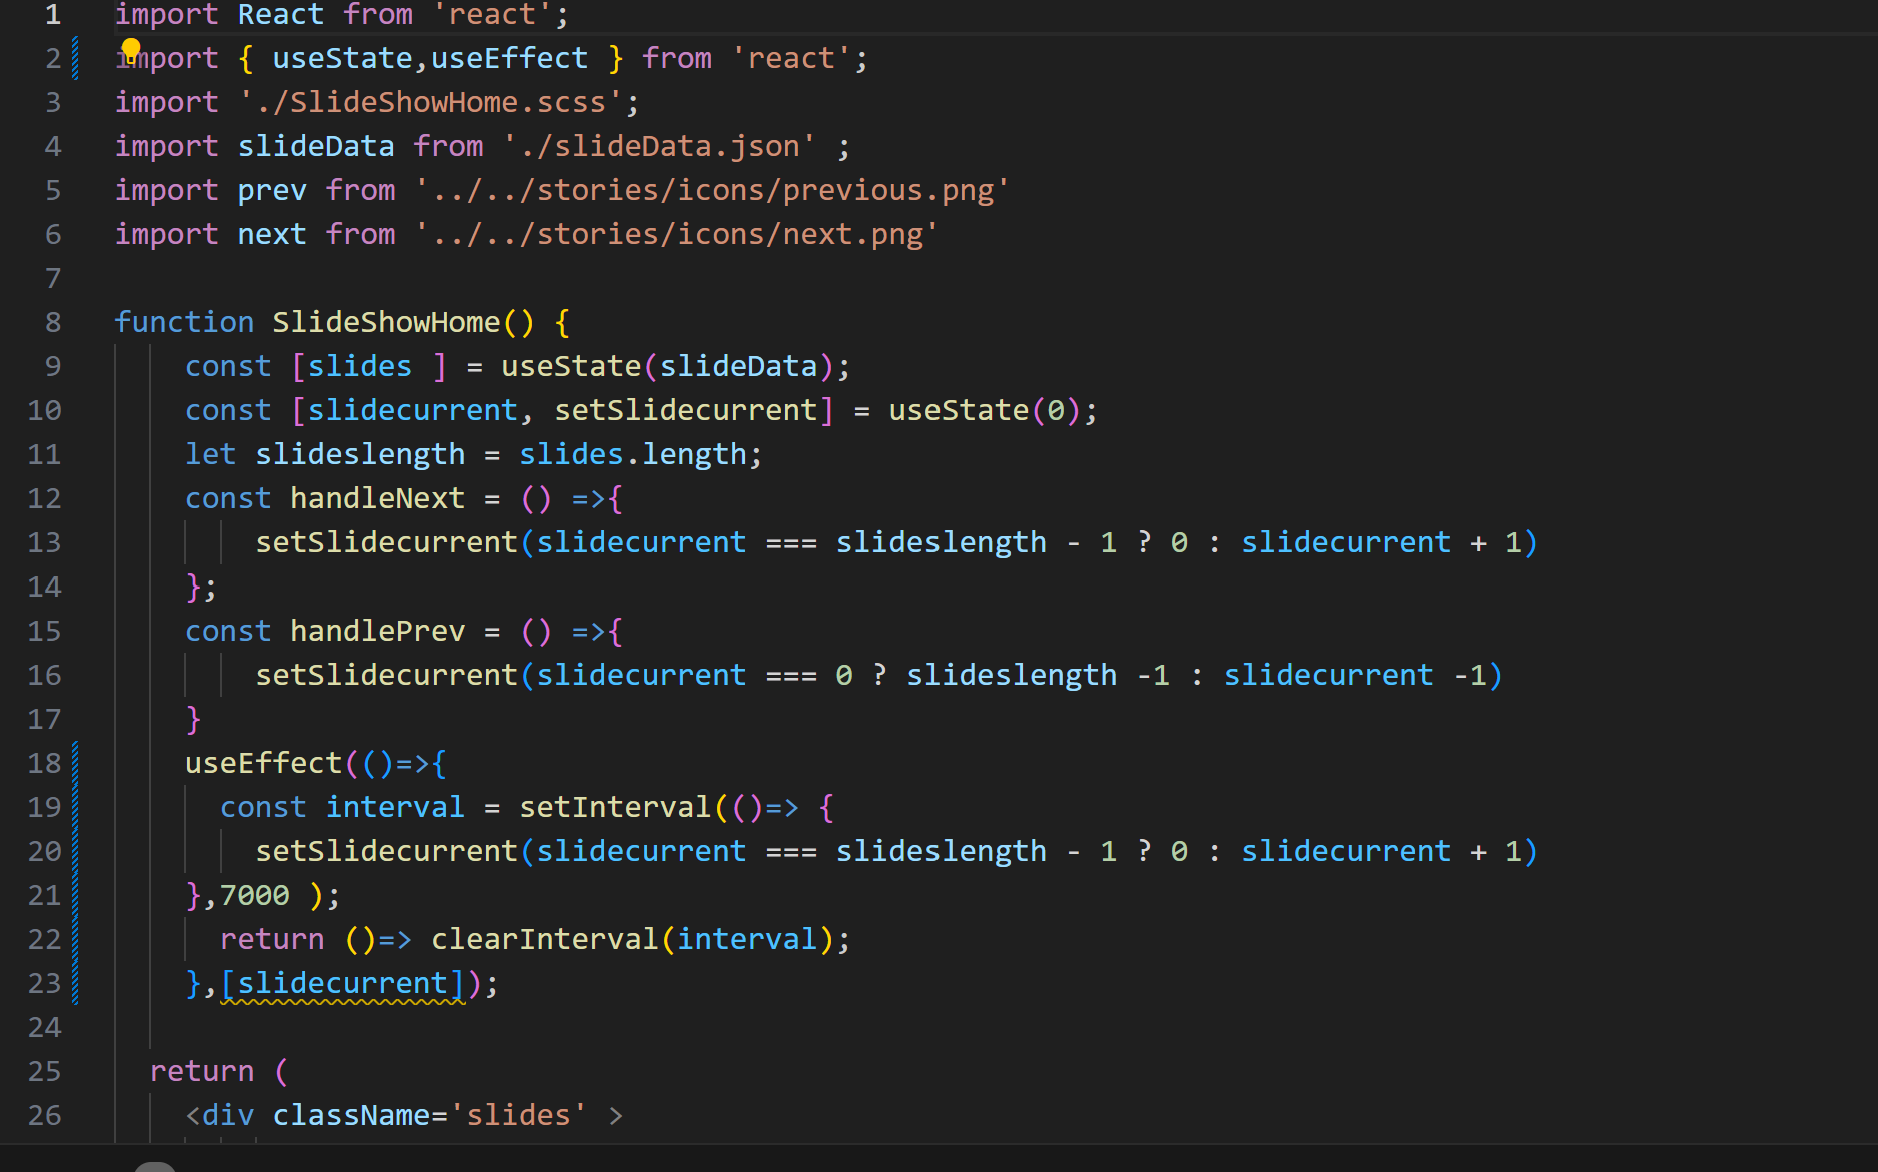 1 import React from 'react';
2 import { useState,useEffect } from 'react';
3 import './SlideShowHome.scss';
4 import slideData from './slideData.json' ;
5 import prev from '../../stories/icons/previous.png'
6 import next from '../../stories/icons/next.png'
7
8 function SlideShowHome() {
9     const [slides ] = useState(slideData);
10     const [slidecurrent, setSlidecurrent] = useState(0);
11     let slideslength = slides.length;
12     const handleNext = () =>{
13         setSlidecurrent(slidecurrent === slideslength - 1 ? 0 : slidecurrent + 1)
14     };
15     const handlePrev = () =>{
16         setSlidecurrent(slidecurrent === 0 ? slideslength -1 : slidecurrent -1)
17     }
18     useEffect(()=>{
19       const interval = setInterval(()=> {
20         setSlidecurrent(slidecurrent === slideslength - 1 ? 0 : slidecurrent + 1)
21     },7000 );
22       return ()=> clearInterval(interval);
23     },[slidecurrent]);
24
25   return (
26     <div className='slides' >